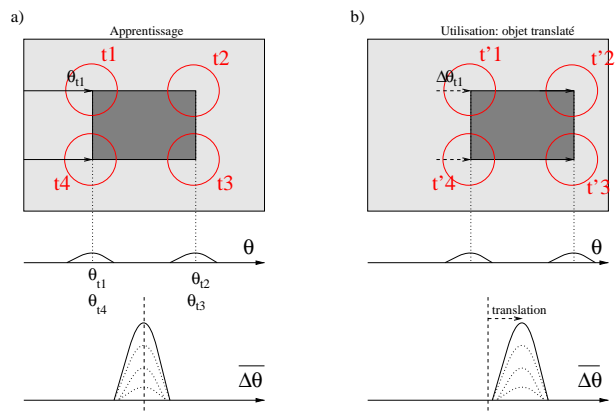 a)
Apprentissage
t1
t2
θt1
t4
t3
θ
θt1
θt2
θt4
θt3
Δθ
b)
Utilisation: objet translaté
t'1
t'2
Δθt1
t'4
t'3
θ
translation
Δθ